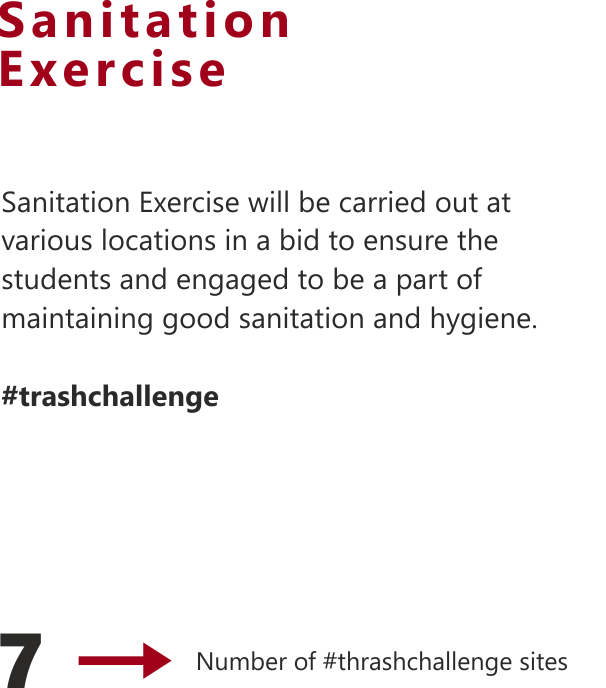 Sanitation
Exercise
Sanitation Exercise will be carried out at
various locations in a bid to ensure the
students and engaged to be a part of
maintaining good sanitation and hygiene.
#trashchallenge
7 Number of #thrashchallenge sites